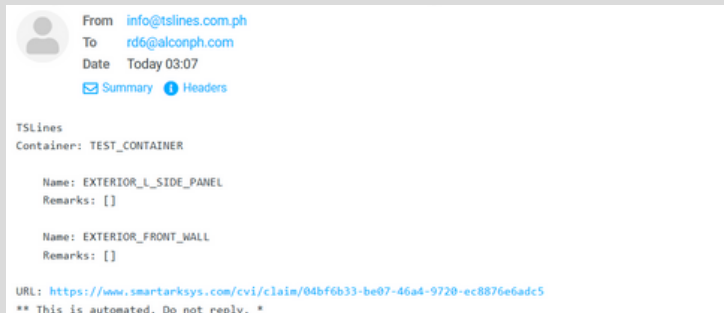 From info@tslines.com.ph
To rd6@alconph.com
Date Today 03:07
Summary Headers
TSLines
Container: TEST_CONTAINER
Name: EXTERIOR_L_SIDE_PANEL
Remarks: []
Name: EXTERIOR_FRONT_WALL
Remarks: []
URL: https://www.smartarksys.com/cvi/claim/04bf6b33-be07-46a4-9720-ec8876e6adc5
** This is automated. Do not reply. *